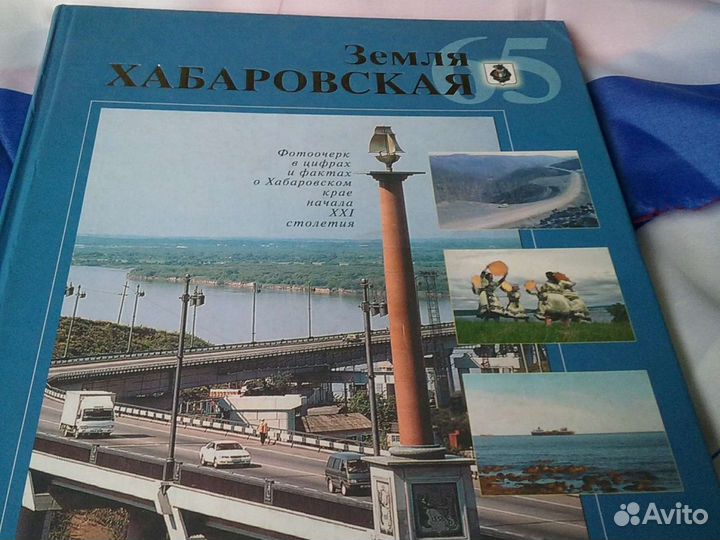 Земля
65
ХАБАРОВСКАЯ
Фотоочерк
в цифрах
и фактах
о Хабаровском
крае
начала
XXI
столетия
Avito